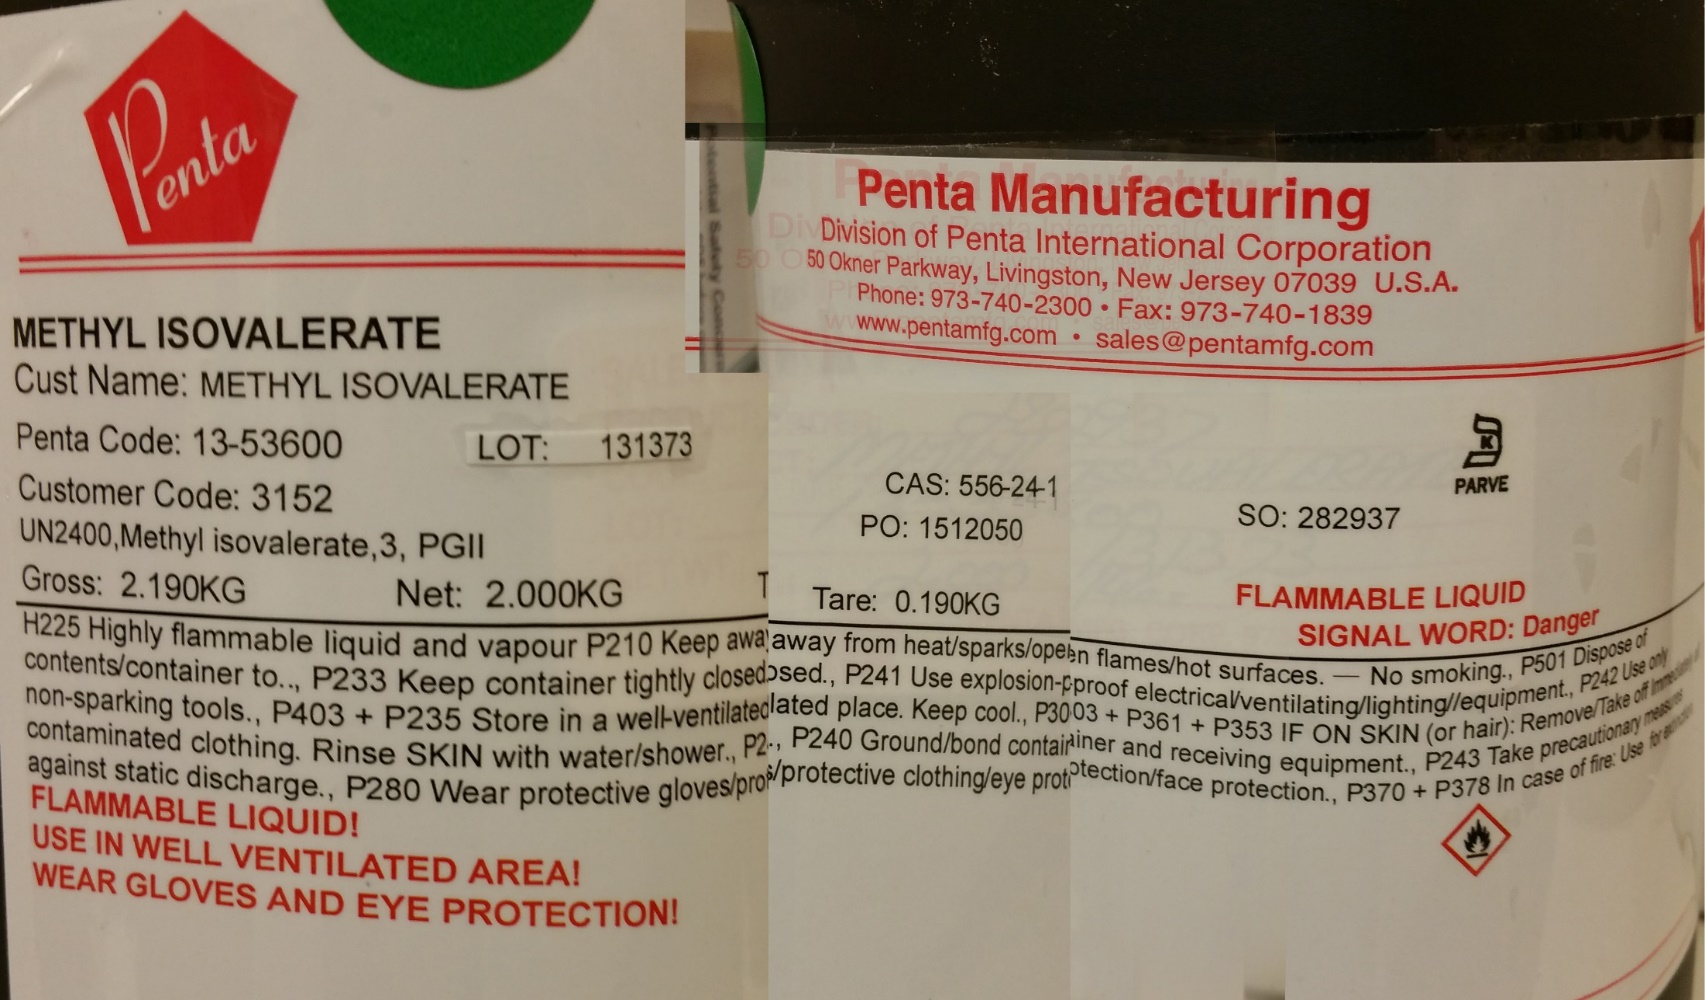 Penta
Penta Manufacturing
Division of Penta International Corporation
50 Okner Parkway, Livingston, New Jersey 07039 U.S.A.
Phone: 973-740-2300 • Fax: 973-740-1839
www.pentamfg.com • sales@pentamfg.com
METHYL ISOVALERATE
Cust Name: METHYL ISOVALERATE
Penta Code: 13-53600 LOT: 131373 CAS: 556-24-1
K
PARVE
Customer Code: 3152 PO: 1512050 SO: 282937
UN2400,Methyl isovalerate,3, PGII
Gross: 2.190KG Net: 2.000KG Tare: 0.190KG
FLAMMABLE LIQUID
SIGNAL WORD: Danger
H225 Highly flammable liquid and vapour P210 Keep away from heat/sparks/open flames/hot surfaces. — No smoking., P501 Dispose of
contents/container to.., P233 Keep container tightly closed., P241 Use explosion-proof electrical/ventilating/lighting//equipment., P242 Use only
non-sparking tools., P403 + P235 Store in a well-ventilated place. Keep cool., P303 + P361 + P353 IF ON SKIN (or hair): Remove/Take off
contaminated clothing. Rinse SKIN with water/shower., P240 Ground/bond container and receiving equipment., P243 Take precautionary measures
against static discharge., P280 Wear protective gloves/protective clothing/eye protection/face protection., P370 + P378 In case of fire: Use for
FLAMMABLE LIQUID!
USE IN WELL VENTILATED AREA!
WEAR GLOVES AND EYE PROTECTION!